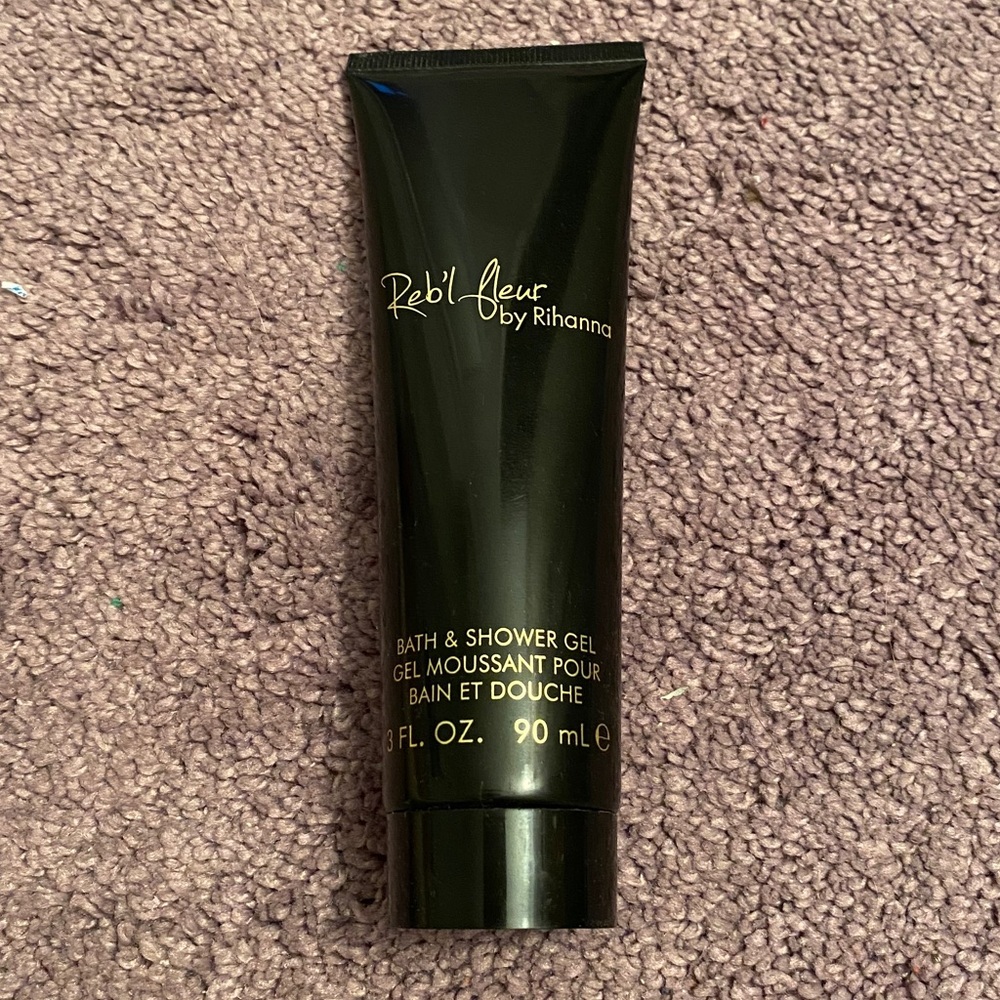 Reb'l fleur
by Rihanna
BATH & SHOWER GEL
GEL MOUSSANT POUR
BAIN ET DOUCHE
3 FL. OZ. 90 mL e